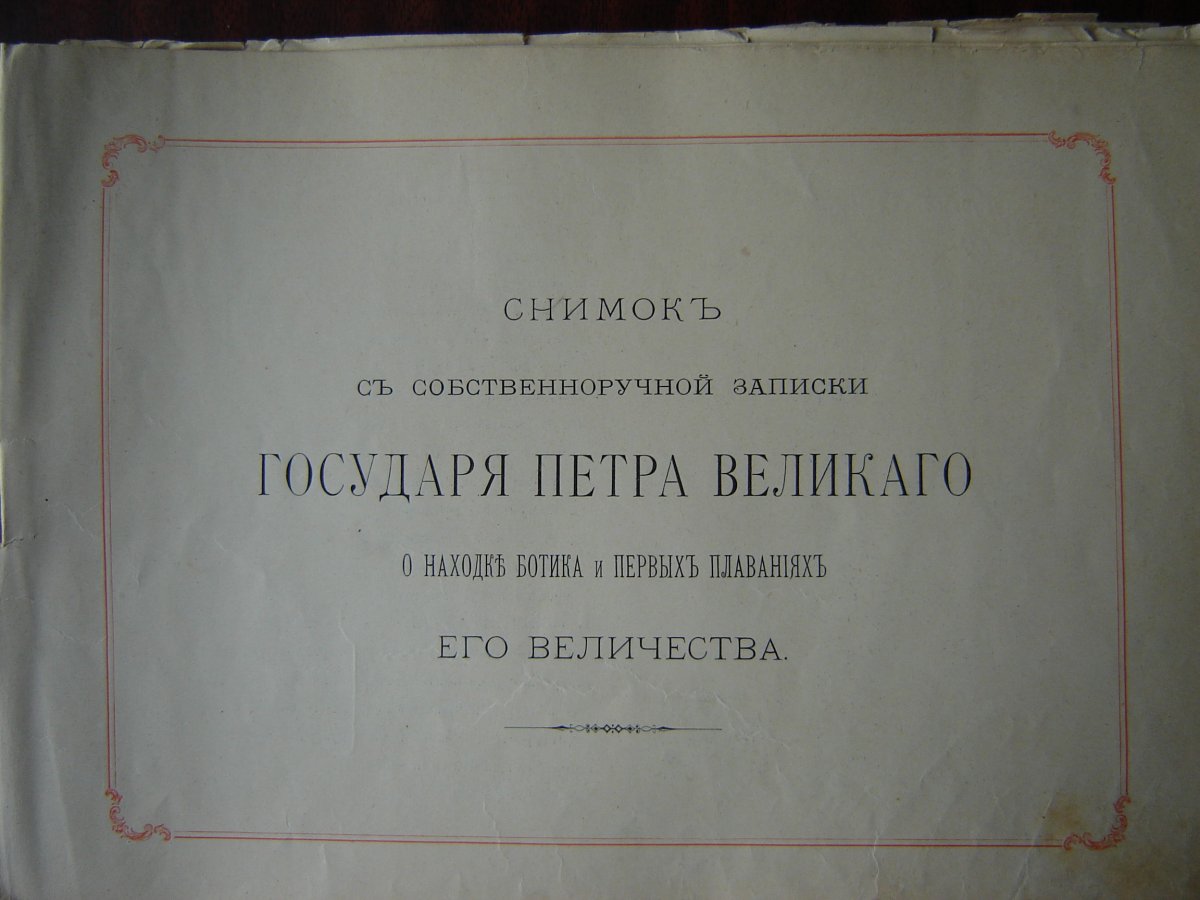 СНИМОКЪ
СЪ СОБСТВЕННОРУЧНОЙ ЗАПИСКИ
ГОСУДАРЯ ПЕТРА ВЕЛИКАГО
О НАХОДКѢ БОТИКА и ПЕРВЫХЪ ПЛАВАНІЯХЪ
ЕГО ВЕЛИЧЕСТВА.